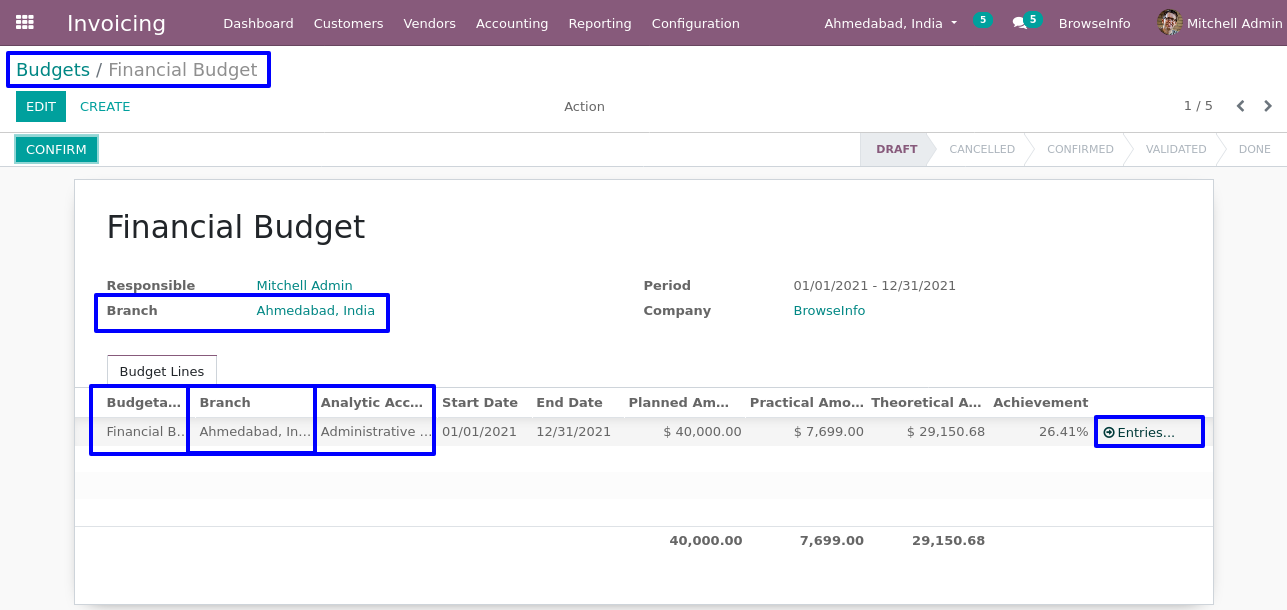 Invoicing Dashboard Customers Vendors Accounting Reporting Configuration Ahmedabad, India 5 5 BrowseInfo Mitchell Admin
Budgets / Financial Budget
EDIT CREATE Action 1 / 5
CONFIRM DRAFT CANCELLED CONFIRMED VALIDATED DONE
Financial Budget
Responsible Mitchell Admin Period 01/01/2021 - 12/31/2021
Branch Ahmedabad, India Company BrowseInfo
Budget Lines
Budgeta... Branch Analytic Acc... Start Date End Date Planned Am... Practical Amo... Theoretical A... Achievement
Financial B... Ahmedabad, In... Administrative ... 01/01/2021 12/31/2021 $ 40,000.00 $ 7,699.00 $ 29,150.68 26.41% Entries...
40,000.00 7,699.00 29,150.68